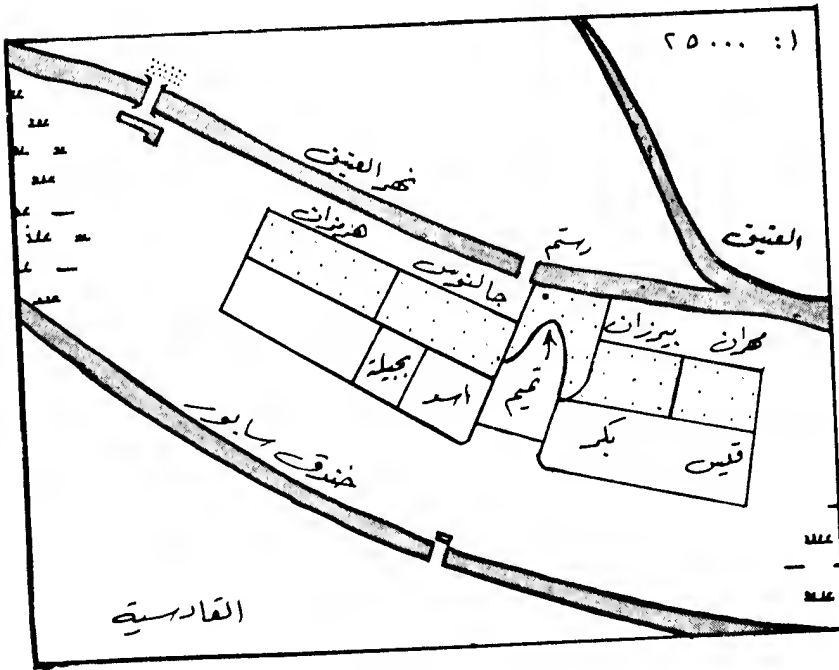 ١: ٢٥٠٠٠
العتيق
نهر العتيق
رستم
هرمزان
جالنوس
بيرزان
مهران
بجيلة
اسد
تميم
بكر
قيس
خندق سابور
القادسية